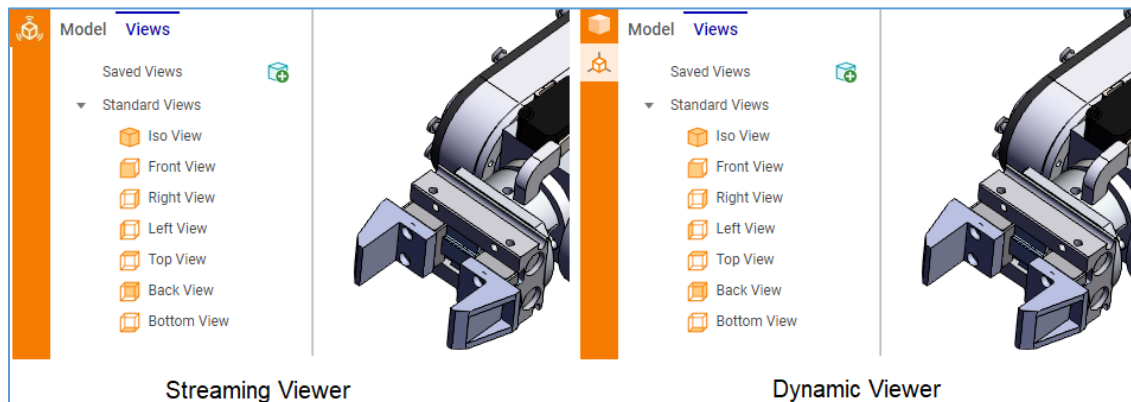 Model Views
Saved Views
Standard Views
Iso View
Front View
Right View
Left View
Top View
Back View
Bottom View
Streaming Viewer
Model Views
Saved Views
Standard Views
Iso View
Front View
Right View
Left View
Top View
Back View
Bottom View
Dynamic Viewer